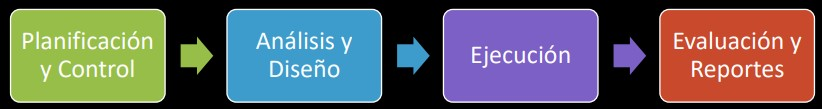 Planificación
y Control
Análisis y
Diseño
Ejecución
Evaluación y
Reportes